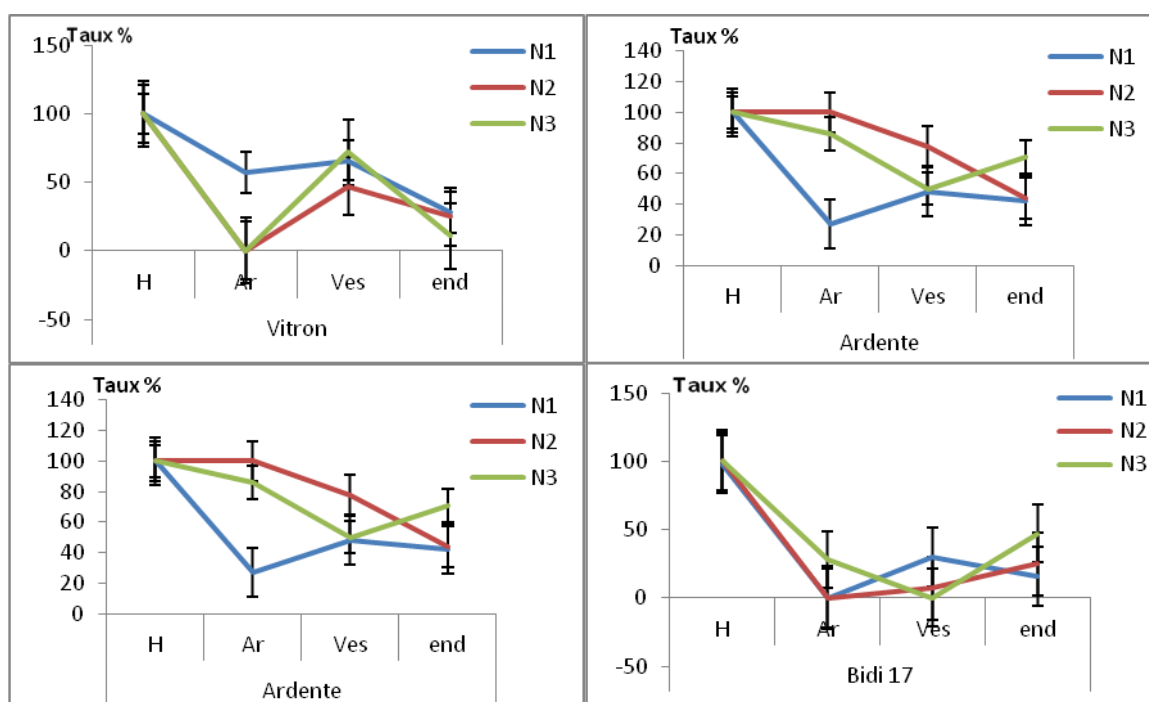 Taux %
150
100
50
0
-50
H Ar Ves end
Vitron
N1
N2
N3
Taux %
140
120
100
80
60
40
20
0
H Ar Ves end
Ardente
N1
N2
N3
Taux %
140
120
100
80
60
40
20
0
H Ar Ves end
Ardente
N1
N2
N3
Taux %
150
100
50
0
-50
H Ar Ves end
Bidi 17
N1
N2
N3